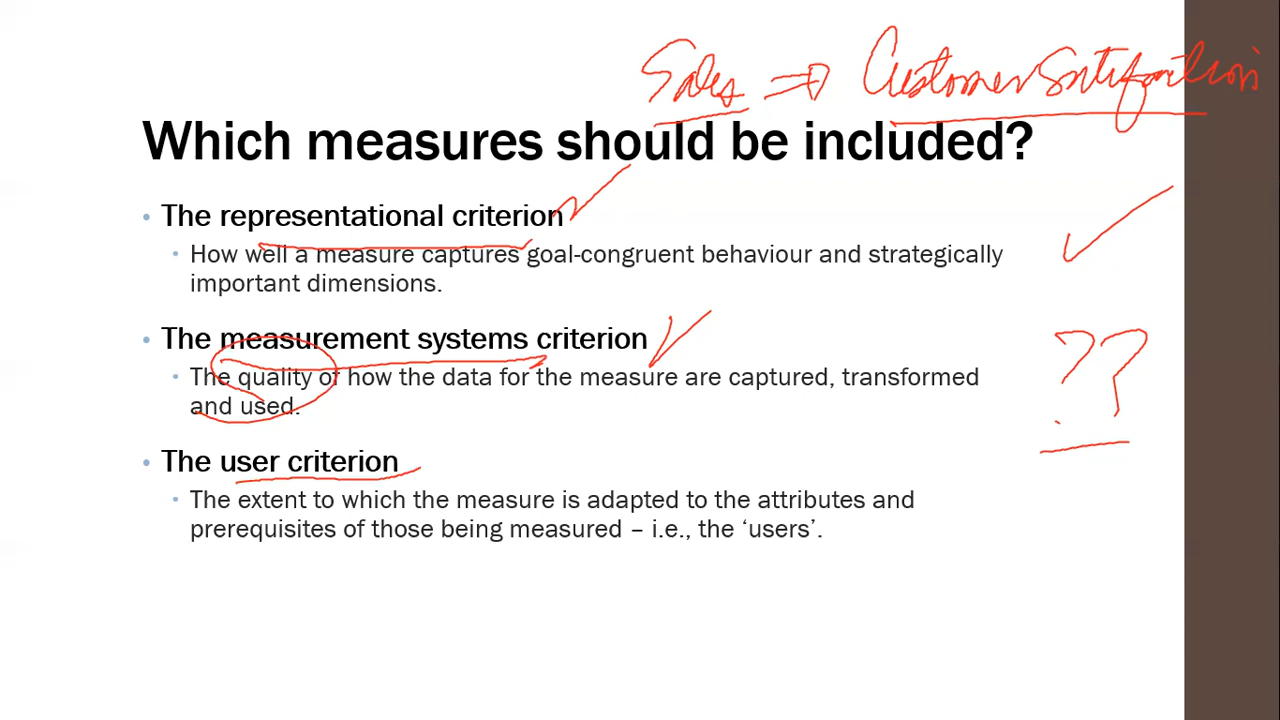 Sales ⇒ Customer Satisfaction
Which measures should be included?
• The representational criterion
• How well a measure captures goal-congruent behaviour and strategically
important dimensions.
• The measurement systems criterion
• The quality of how the data for the measure are captured, transformed
and used.
??
• The user criterion
• The extent to which the measure is adapted to the attributes and
prerequisites of those being measured – i.e., the ‘users’.